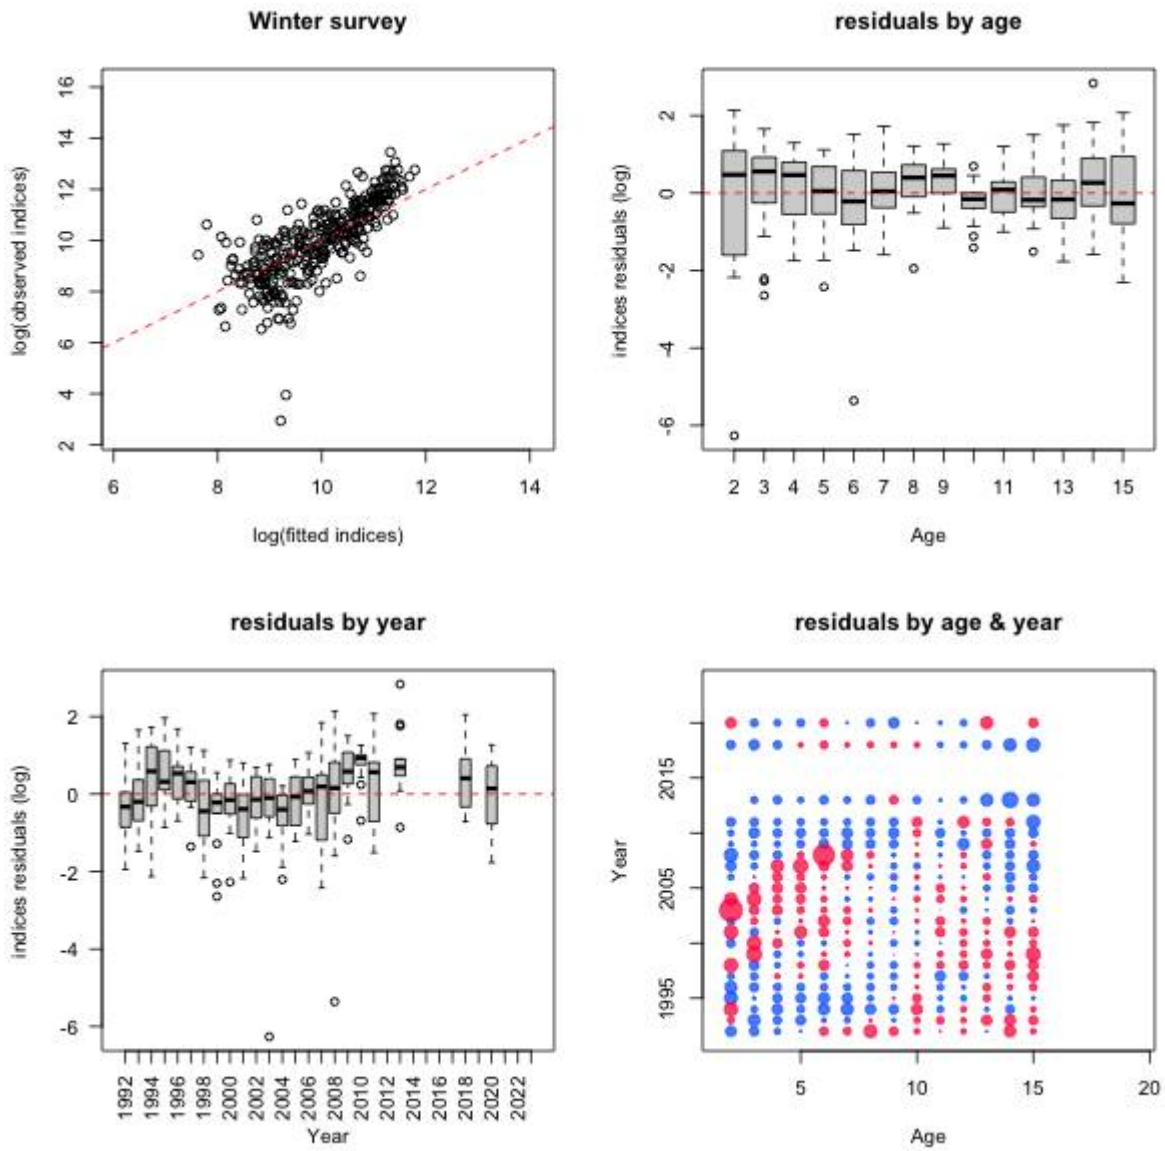 Winter survey
16
14
12
10
8
6
4
2
log(observed indices)
6 8 10 12 14
log(fitted indices)
residuals by age
2
0
-2
-4
-6
indices residuals (log)
2 3 4 5 6 7 8 9 11 13 15
Age
residuals by year
2
0
-2
-4
-6
indices residuals (log)
1992 1994 1996 1998 2000 2002 2004 2006 2008 2010 2012 2014 2016 2018 2020 2022
Year
residuals by age & year
2015
2005
1995
Year
5 10 15 20
Age